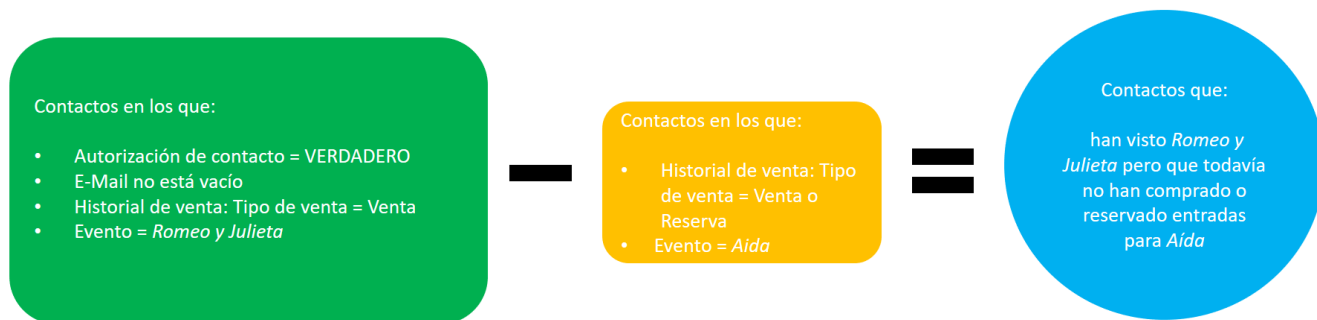 Contactos en los que:
• Autorización de contacto = VERDADERO
• E-Mail no está vacío
• Historial de venta: Tipo de venta = Venta
• Evento = Romeo y Julieta
Contactos en los que:
• Historial de venta: Tipo
de venta = Venta o
Reserva
• Evento = Aida
Contactos que:
han visto Romeo y
Julieta pero que todavía
no han comprado o
reservado entradas
para Aída